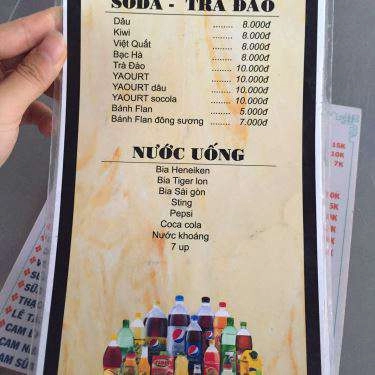 SODA - TRÀ ĐÀO
Dâu ........ 8.000đ
Kiwi ........ 8.000đ
Việt Quất ........ 8.000đ
Bạc Hà ........ 8.000đ
Trà Đào ........ 10.000đ
YAOURT ........ 10.000đ
YAOURT dâu ........ 10.000đ
YAOURT socola ........ 10.000đ
Bánh Flan ........ 5.000đ
Bánh Flan đông sương ........ 7.000đ
NƯỚC UỐNG
Bia Heneiken
Bia Tiger lon
Bia Sài gòn
Sting
Pepsi
Coca cola
Nước khoáng
7 up
15K
10K
7K